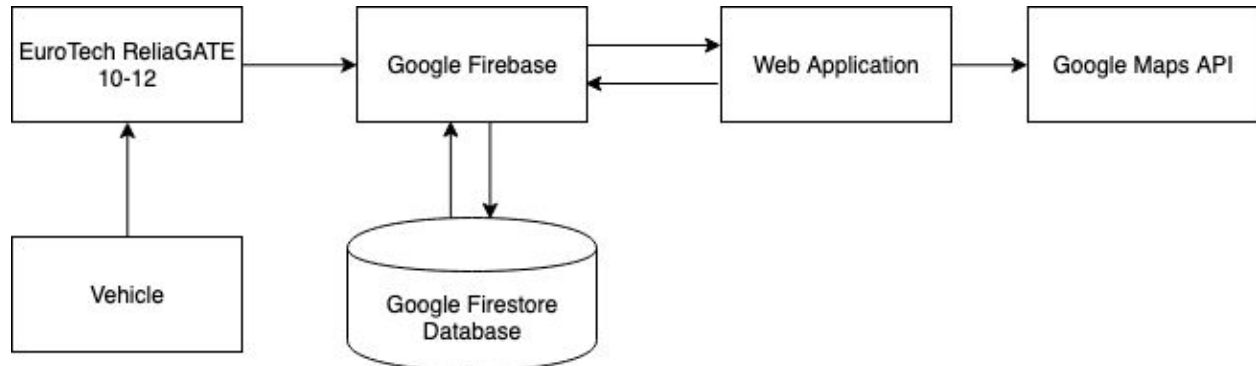 EuroTech ReliaGATE
10-12
Google Firebase
Web Application
Google Maps API
Vehicle
Google Firestore
Database